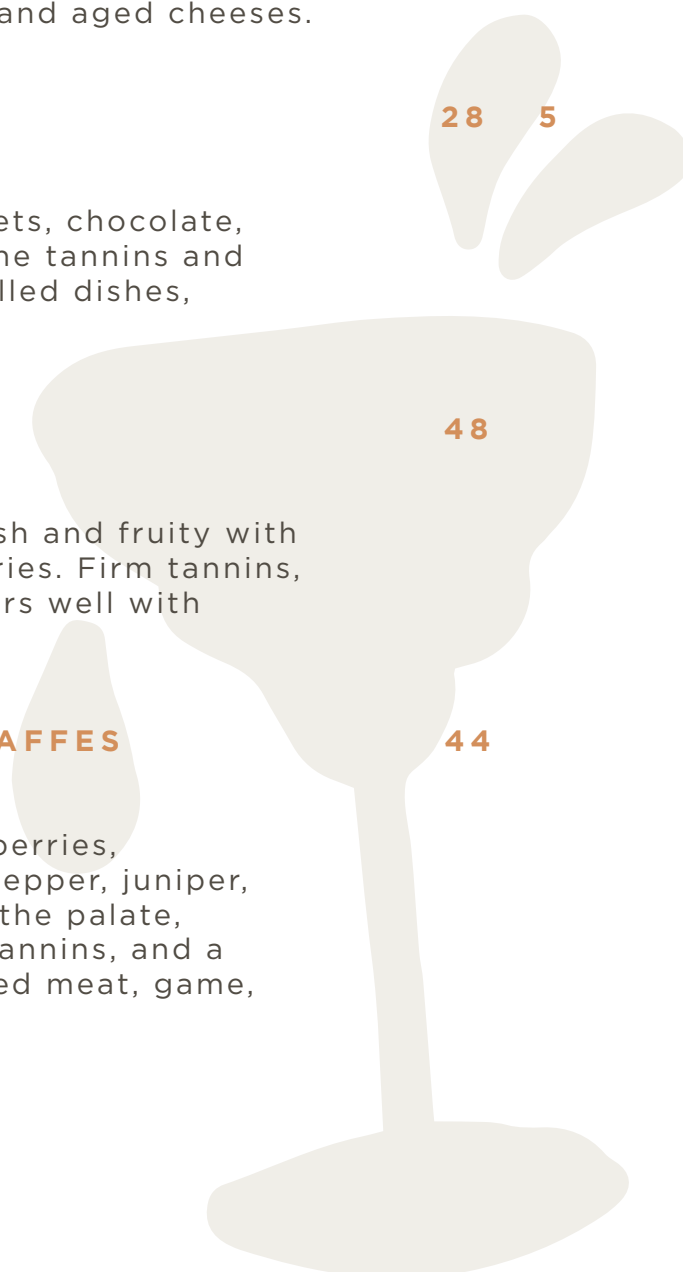 and aged cheeses.
28 5
ets, chocolate,
ne tannins and
lled dishes,
48
sh and fruity with
ries. Firm tannins,
rs well with
AFFES 44
berries,
epper, juniper,
the palate,
annins, and a
ed meat, game,